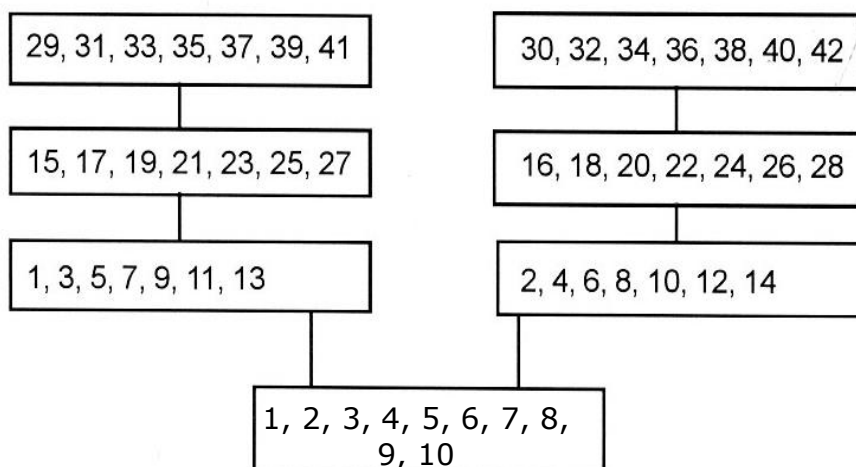 29, 31, 33, 35, 37, 39, 41
30, 32, 34, 36, 38, 40, 42
15, 17, 19, 21, 23, 25, 27
16, 18, 20, 22, 24, 26, 28
1, 3, 5, 7, 9, 11, 13
2, 4, 6, 8, 10, 12, 14
1, 2, 3, 4, 5, 6, 7, 8,
9, 10